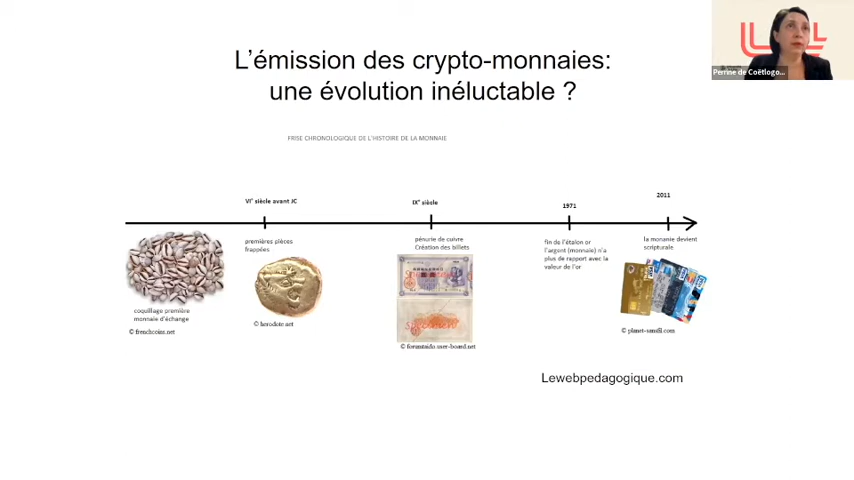 L'émission des crypto-monnaies:
une évolution inéluctable ?
Perrine de Coëtlogo...
FRISE CHRONOLOGIQUE DE L'HISTOIRE DE LA MONNAIE
VIe siècle avant JC
IXe siècle
1971
2011
premières pièces
frappées
pénurie de cuivre
Création des billets
fin de l'étalon or
l'argent (monnaie) n'a
plus de rapport avec la
valeur de l'or
la monanie devient
scripturale
coquillage première
monnaie d'échange
© frenchcoins.net
© herodote.net
© forumtaidu.user-board.net
© planet-sansfil.com
Lewebpedagogique.com